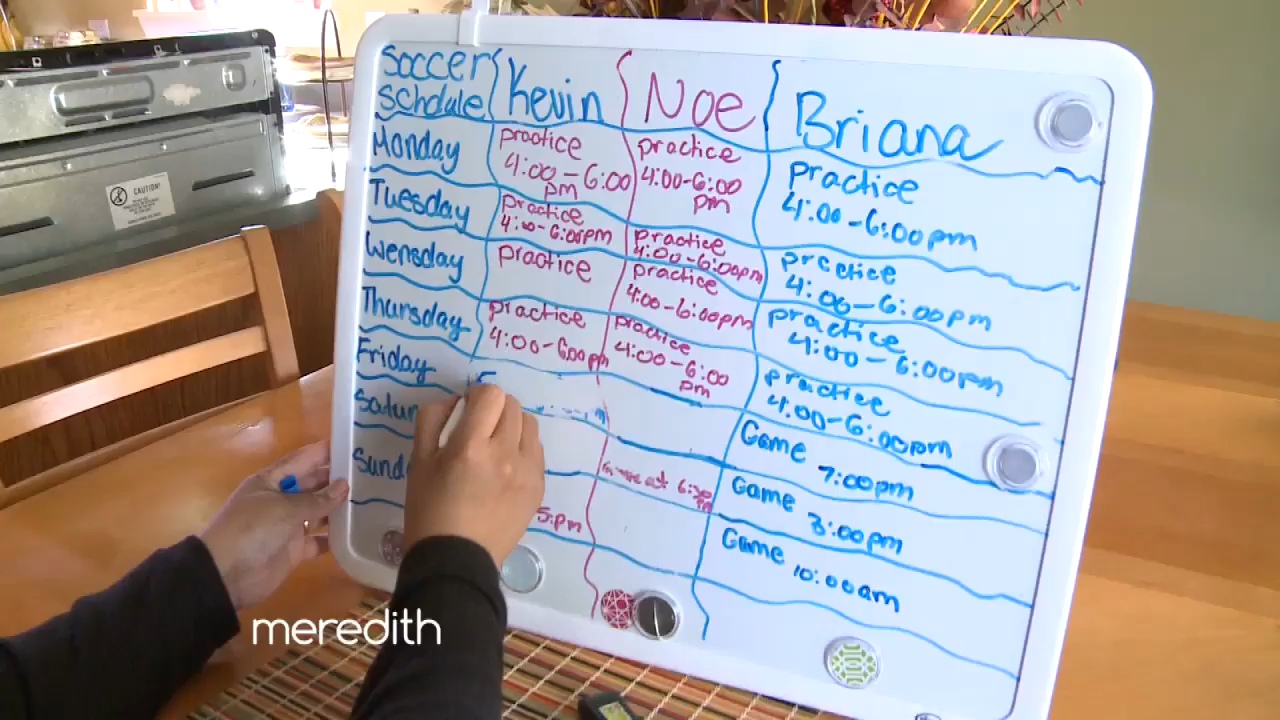 soccer
schdule
Kevin
Noe
Briana
Monday
practice
4:00-6:00
pm
practice
4:00-6:00
pm
practice
4:00-6:00pm
Tuesday
practice
4:00-6:00pm
practice
4:00-6:00pm
prcetice
4:00-6:00pm
Wensday
practice
practice
4:00-6:00pm
practice
4:00-6:00pm
Thursday
practice
4:00-6:00pm
practice
4:00-6:00
pm
practice
4:00-6:00pm
Friday
Game
7:00pm
Game 3:00pm
5:pm
Game 10:00am
CAUTION!
meredith